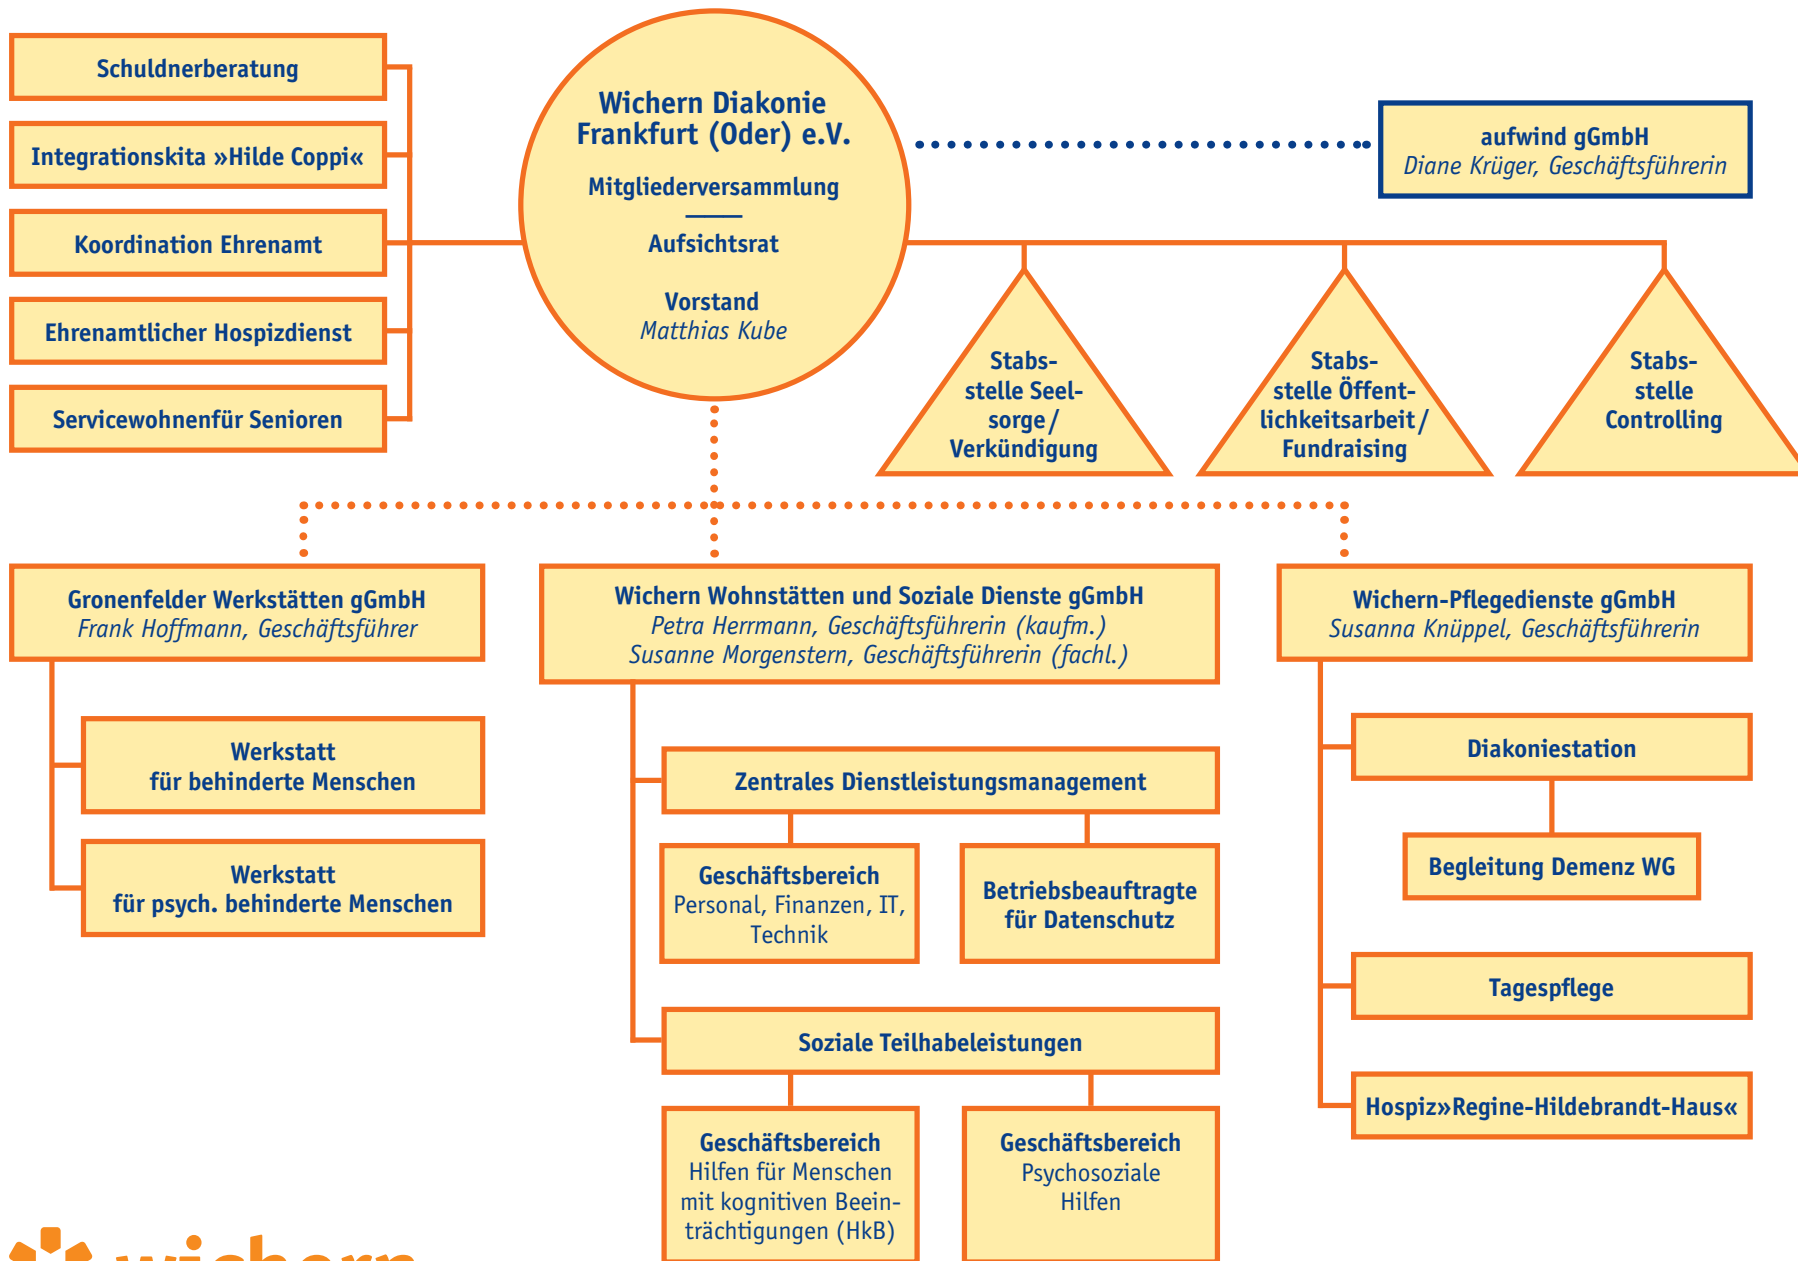 Schuldnerberatung
Integrationskita »Hilde Coppi«
Koordination Ehrenamt
Ehrenamtlicher Hospizdienst
Servicewohnenfür Senioren
Wichern Diakonie
Frankfurt (Oder) e.V.
Mitgliederversammlung
Aufsichtsrat
Vorstand
Matthias Kube
aufwind gGmbH
Diane Krüger, Geschäftsführerin
Stabs-
stelle Seel-
sorge/
Verkündigung
Stabs-
stelle Öffent-
lichkeitsarbeit/
Fundraising
Stabs-
stelle
Controlling
Gronenfelder Werkstätten gGmbH
Frank Hoffmann, Geschäftsführer
Werkstatt
für behinderte Menschen
Werkstatt
für psych. behinderte Menschen
Wichern Wohnstätten und Soziale Dienste gGmbH
Petra Herrmann, Geschäftsführerin (kaufm.)
Susanne Morgenstern, Geschäftsführerin (fachl.)
Zentrales Dienstleistungsmanagement
Geschäftsbereich
Personal, Finanzen, IT,
Technik
Betriebsbeauftragte
für Datenschutz
Soziale Teilhabeleistungen
Geschäftsbereich
Hilfen für Menschen
mit kognitiven Beein-
trächtigungen (HkB)
Geschäftsbereich
Psychosoziale
Hilfen
Wichern-Pflegedienste gGmbH
Susanna Knüppel, Geschäftsführerin
Diakoniestation
Begleitung Demenz WG
Tagespflege
Hospiz»Regine-Hildebrandt-Haus«
wichern